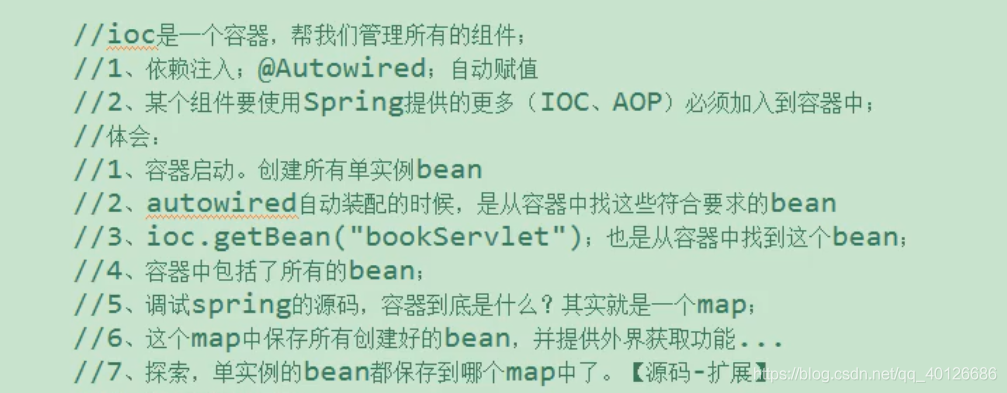 //ioc是一个容器，帮我们管理所有的组件；
//1、依赖注入；@Autowired；自动赋值
//2、某个组件要使用Spring提供的更多（IOC、AOP）必须加入到容器中；
//体会：
//1、容器启动。创建所有单实例bean
//2、autowired自动装配的时候，是从容器中找这些符合要求的bean
//3、ioc.getBean("bookServlet")；也是从容器中找到这个bean；
//4、容器中包括了所有的bean；
//5、调试spring的源码，容器到底是什么？其实就是一个map；
//6、这个map中保存所有创建好的bean，并提供外界获取功能...
//7、探索，单实例的bean都保存到哪个map中了。【源码-扩展】
https://blog.csdn.net/qq_40126686